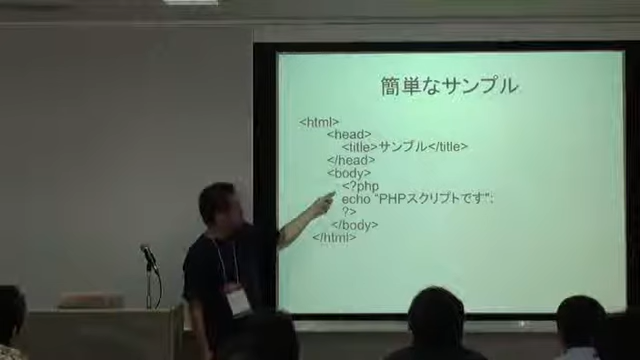 簡単なサンプル
<html>
<head>
<title>サンプル</title>
</head>
<body>
<?php
echo "PHPスクリプトです";
?>
</body>
</html>